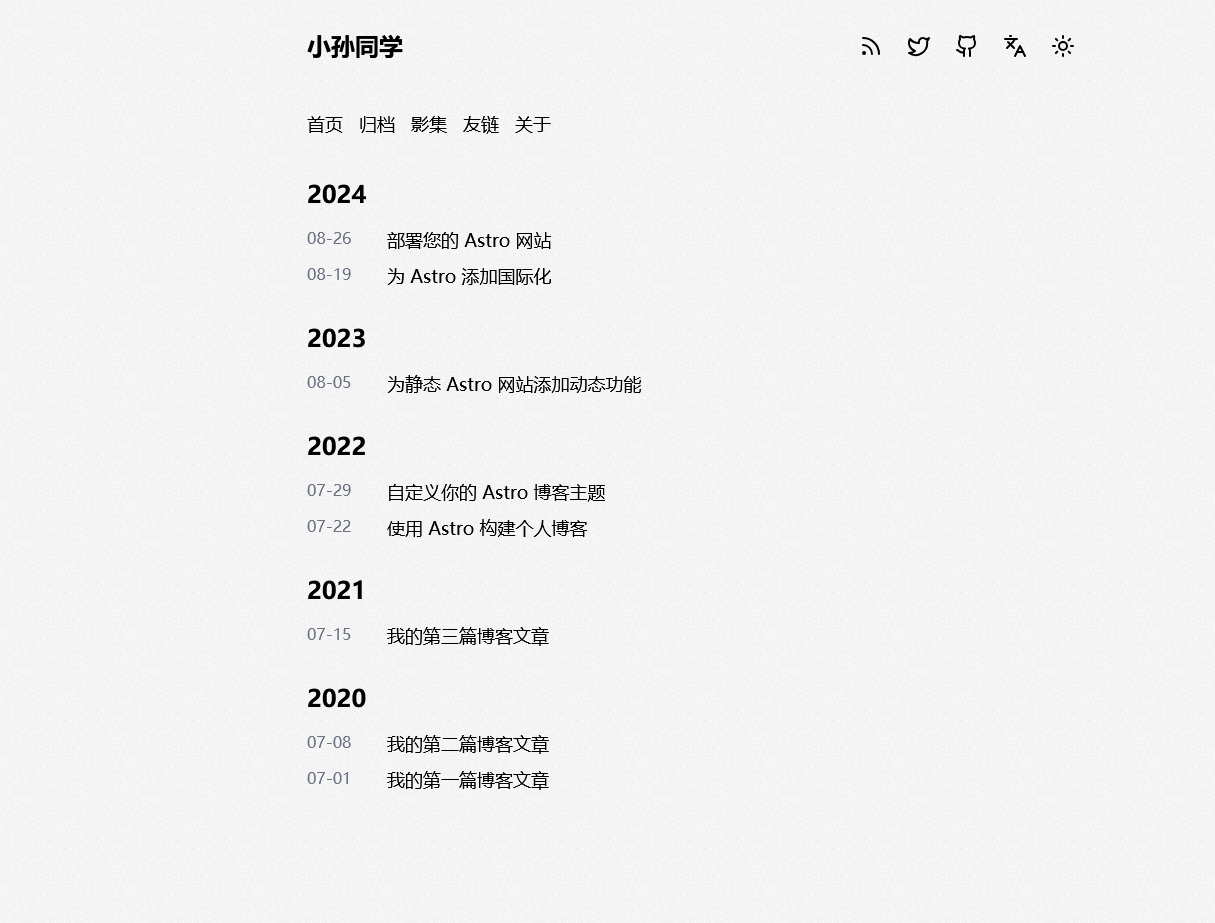 小孙同学
首页 归档 影集 友链 关于
2024
08-26 部署您的 Astro 网站
08-19 为 Astro 添加国际化
2023
08-05 为静态 Astro 网站添加动态功能
2022
07-29 自定义你的 Astro 博客主题
07-22 使用 Astro 构建个人博客
2021
07-15 我的第三篇博客文章
2020
07-08 我的第二篇博客文章
07-01 我的第一篇博客文章